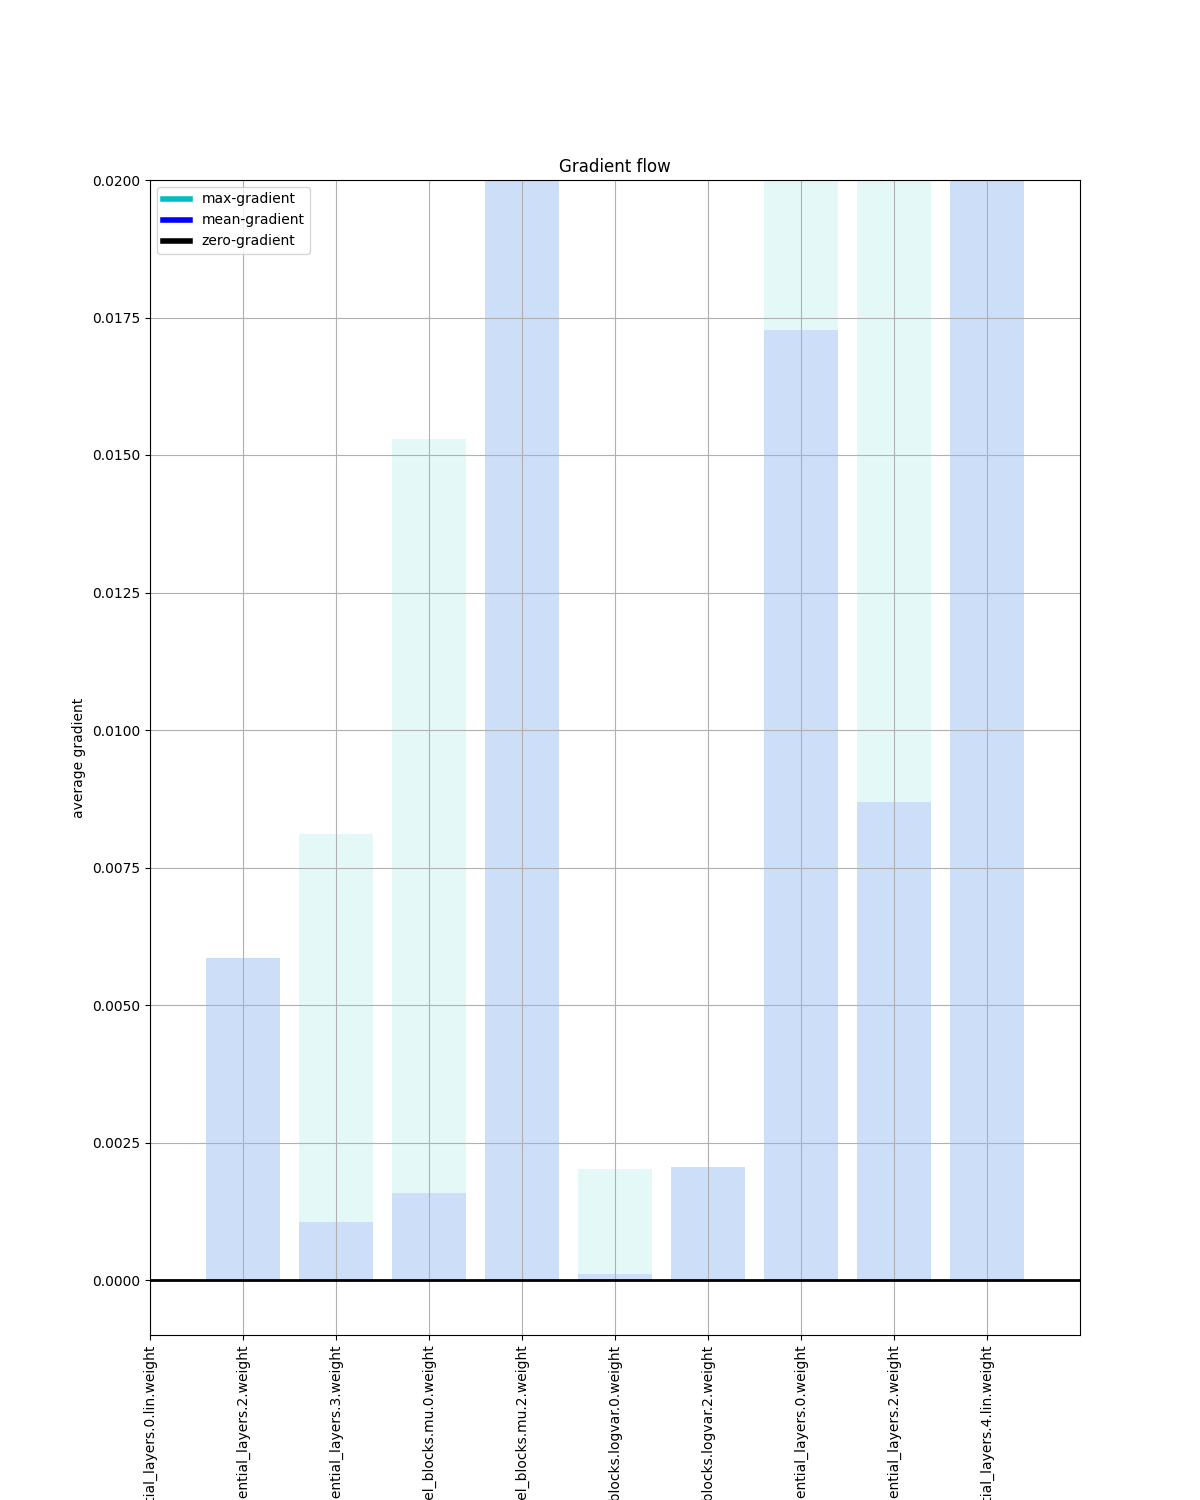 Gradient flow
max-gradient
mean-gradient
zero-gradient
0.0200
0.0175
0.0150
0.0125
0.0100
0.0075
0.0050
0.0025
0.0000
average gradient
tial_layers.0.lin.weight
ential_layers.2.weight
ential_layers.3.weight
el_blocks.mu.0.weight
el_blocks.mu.2.weight
blocks.logvar.0.weight
blocks.logvar.2.weight
ential_layers.0.weight
ential_layers.2.weight
tial_layers.4.lin.weight